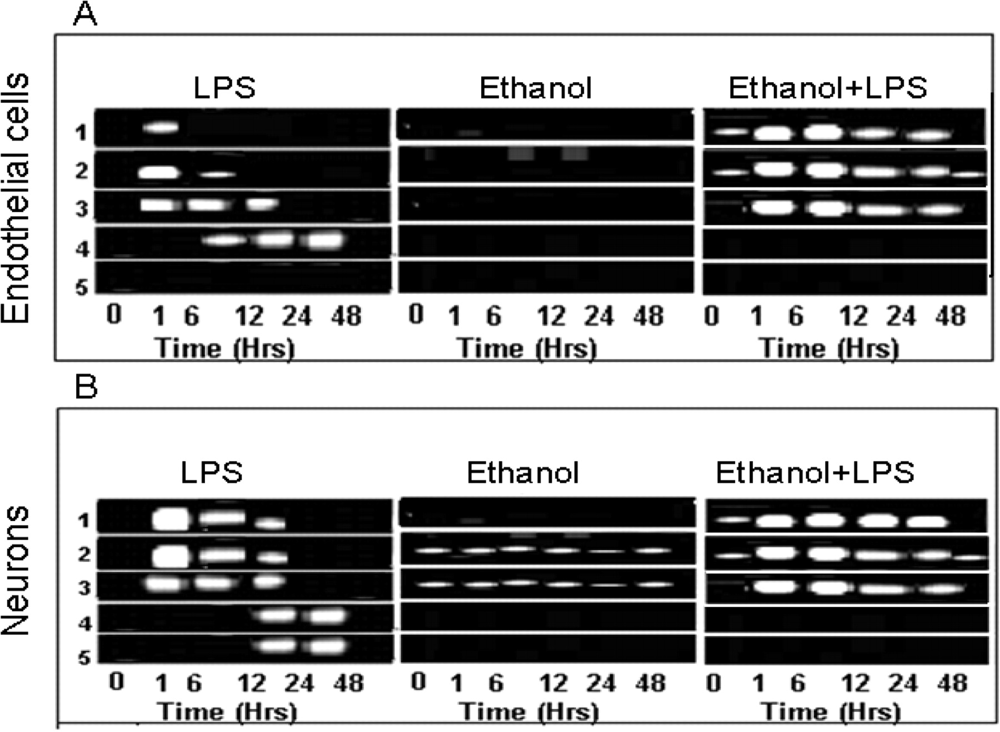 A
Endothelial cells
LPS Ethanol Ethanol+LPS
1
2
3
4
5
0 1 6 12 24 48 0 1 6 12 24 48 0 1 6 12 24 48
Time (Hrs) Time (Hrs) Time (Hrs)
B
Neurons
LPS Ethanol Ethanol+LPS
1
2
3
4
5
0 1 6 12 24 48 0 1 6 12 24 48 0 1 6 12 24 48
Time (Hrs) Time (Hrs) Time (Hrs)